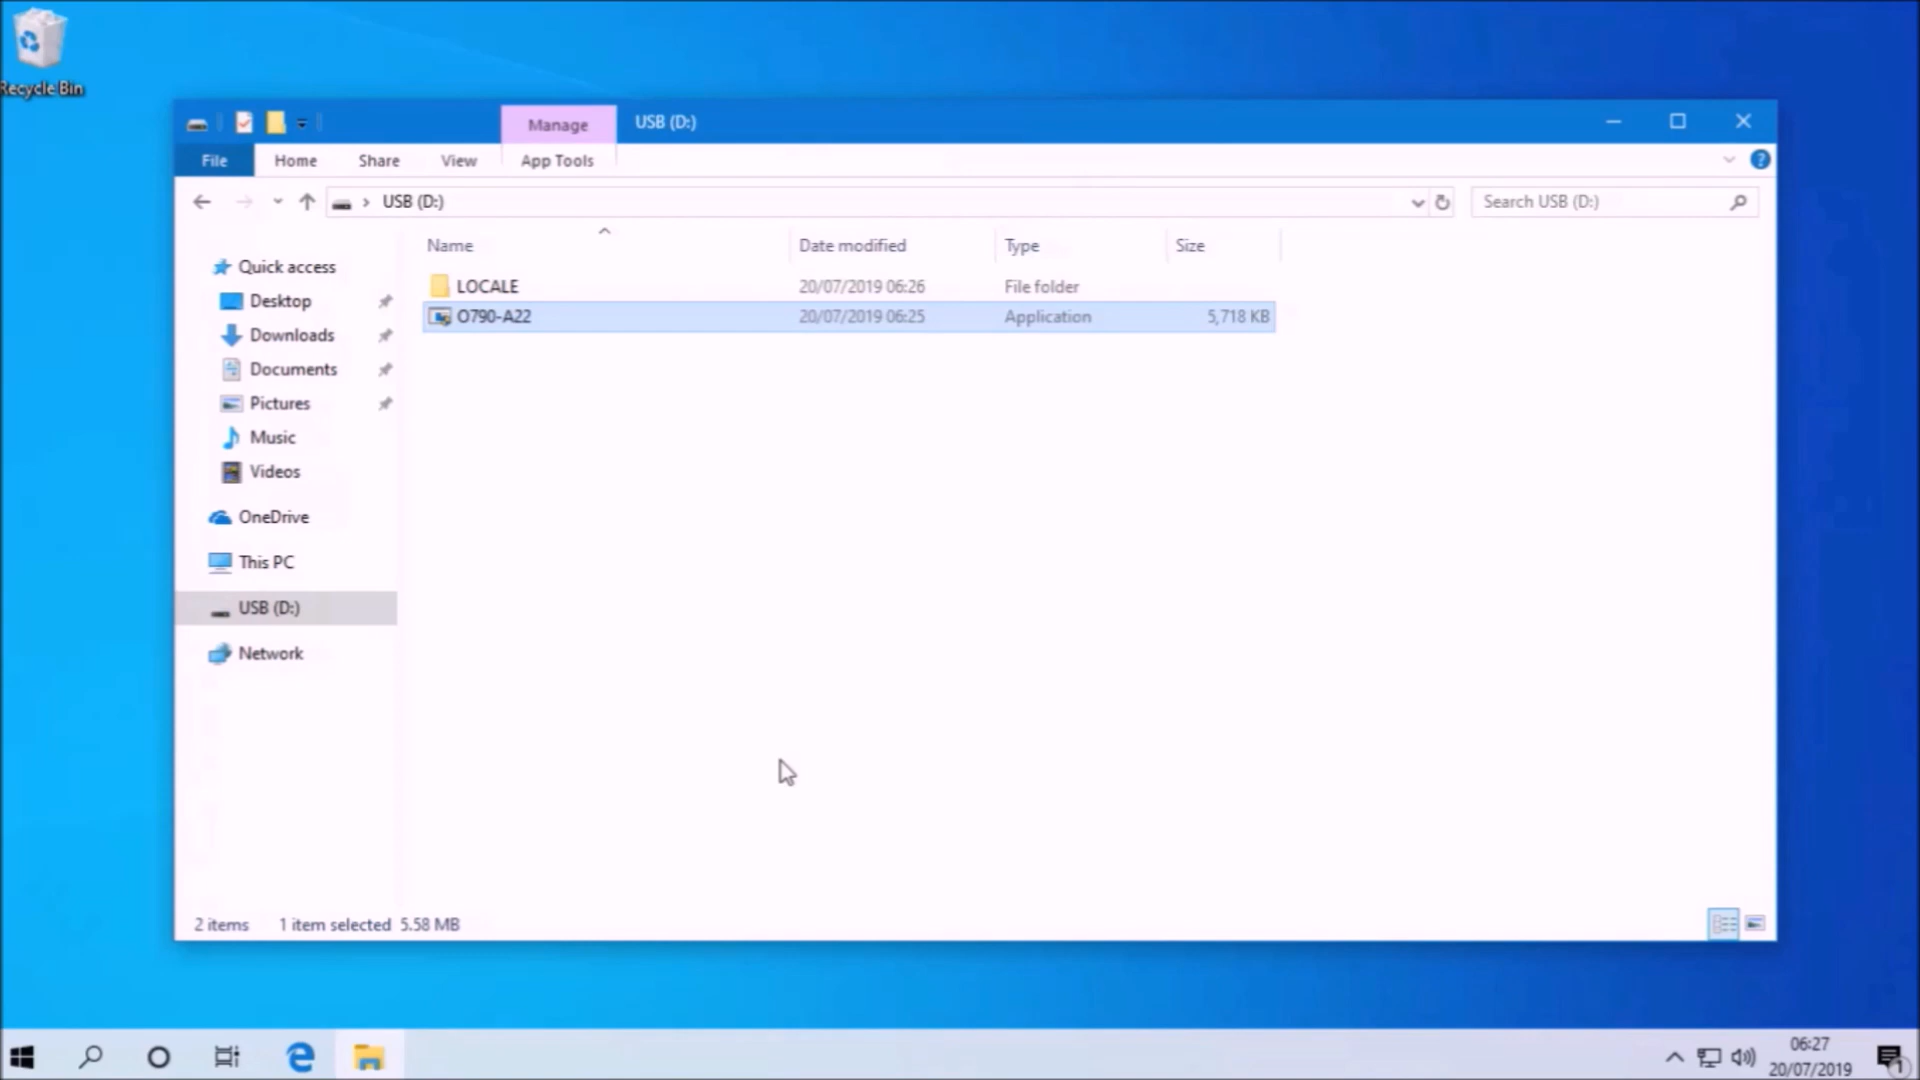 Recycle Bin
Manage
USB (D:)
File
Home
Share
View
App Tools
USB (D:)
Search USB (D:)
Name
Date modified
Type
Size
LOCALE
20/07/2019 06:26
File folder
O790-A22
20/07/2019 06:25
Application
5,718 KB
Quick access
Desktop
Downloads
Documents
Pictures
Music
Videos
OneDrive
This PC
USB (D:)
Network
2 items
1 item selected 5.58 MB
06:27
20/07/2019
1